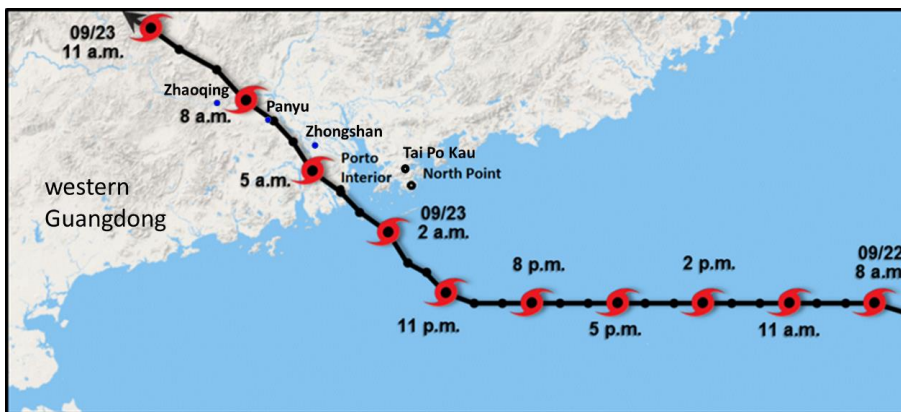 09/23
11 a.m.
Zhaoqing
8 a.m.
Panyu
Zhongshan
Porto
Interior
Tai Po Kau
North Point
5 a.m.
western
Guangdong
09/23
2 a.m.
8 p.m.
2 p.m.
09/22
8 a.m.
11 p.m.
5 p.m.
11 a.m.